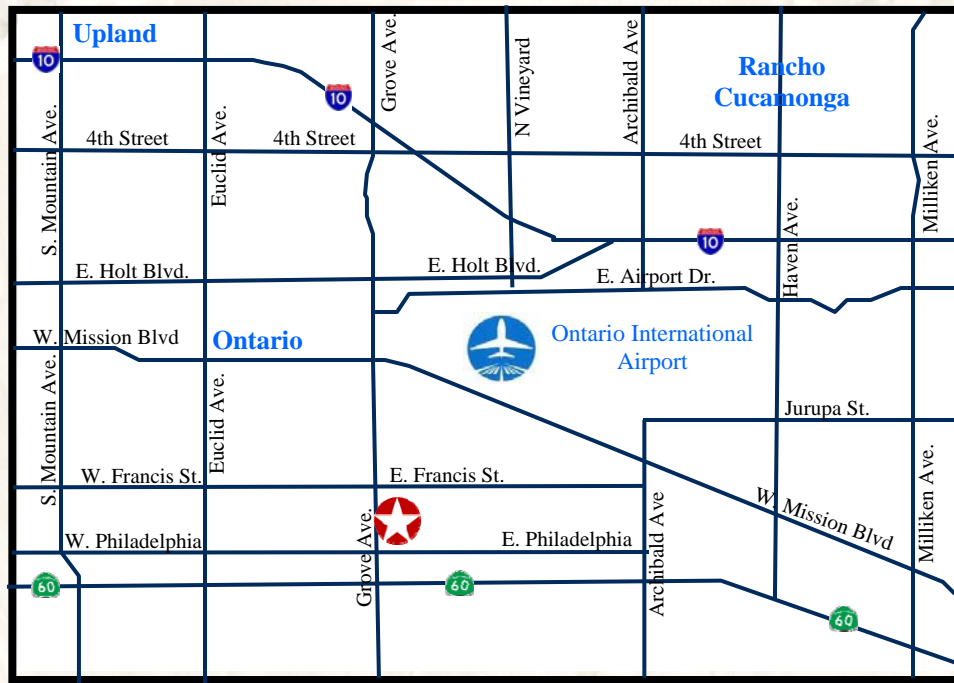 Upland
Grove Ave.
N Vineyard
Archibald Ave
10
Rancho
Cucamonga
10
S. Mountain Ave.
4th Street
Euclid Ave.
4th Street
4th Street
Milliken Ave.
Haven Ave.
10
E. Holt Blvd.
E. Holt Blvd.
E. Airport Dr.
W. Mission Blvd
Ontario
Ontario International
Airport
S. Mountain Ave.
Euclid Ave.
Jurupa St.
W. Francis St.
E. Francis St.
W. Mission Blvd
Milliken Ave.
Grove Ave.
W. Philadelphia
E. Philadelphia
Archibald Ave
60
60
60